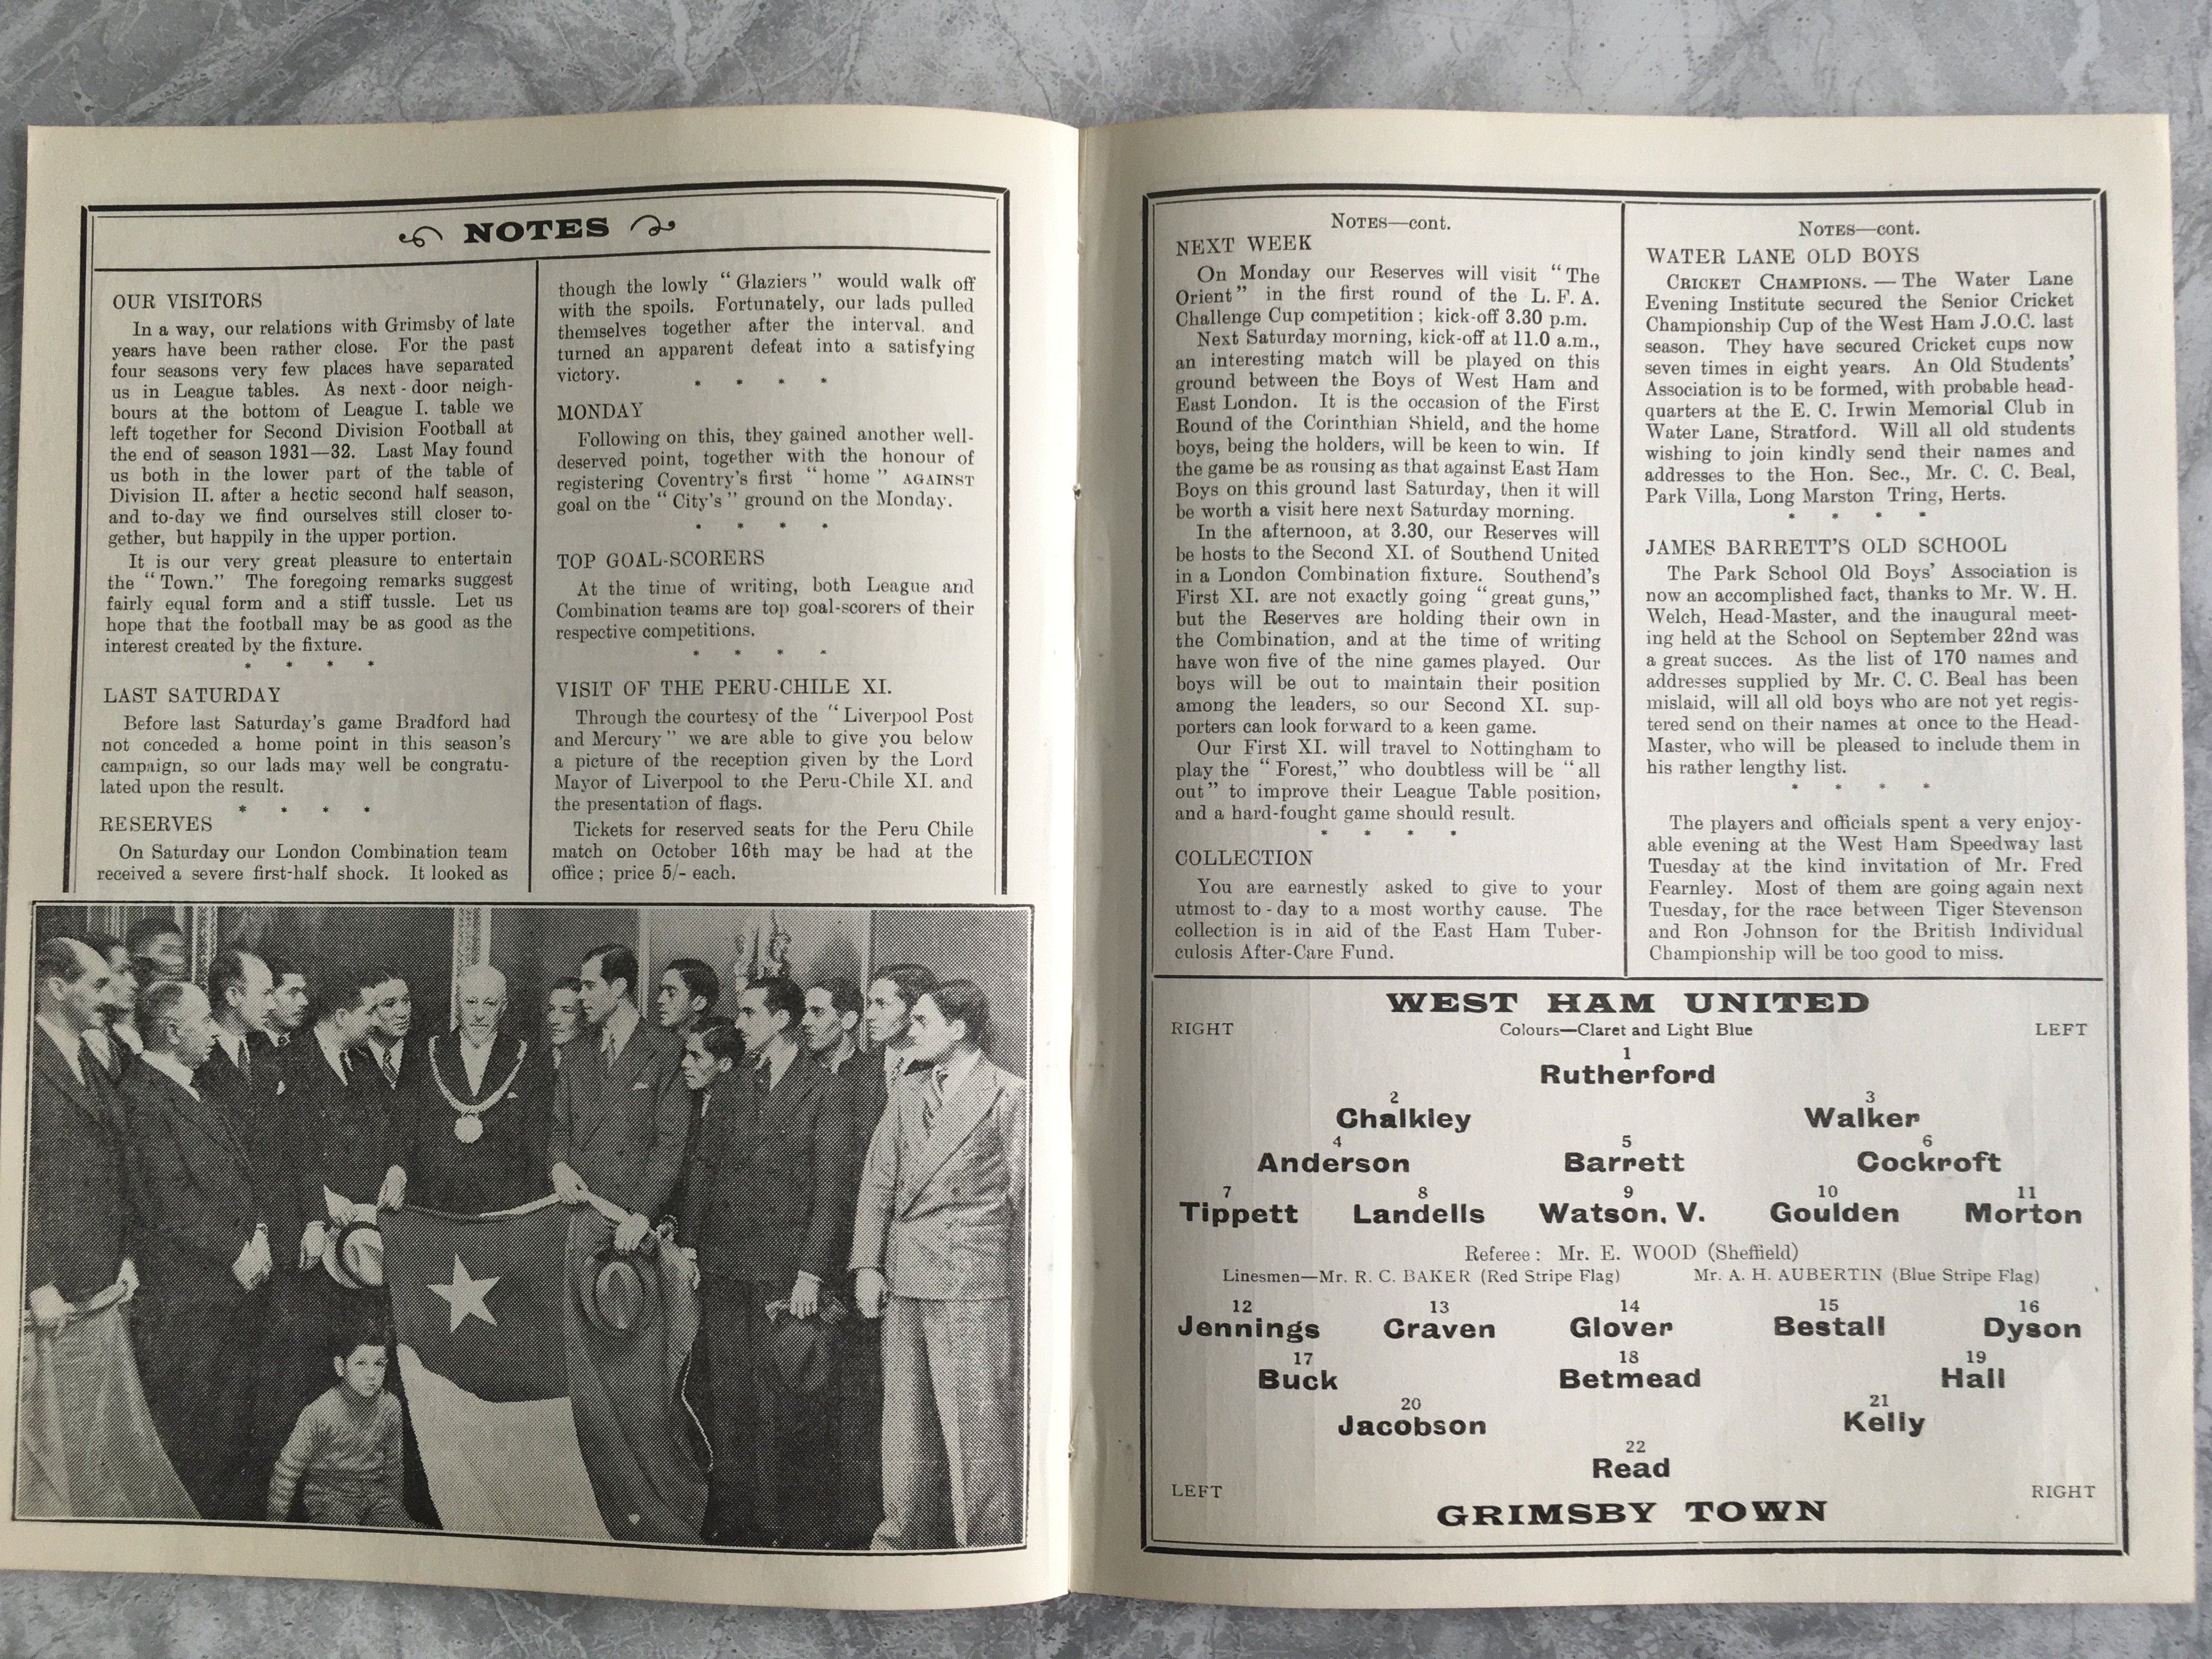 NOTES
OUR VISITORS
In a way, our relations with Grimsby of late
years have been rather close. For the past
four seasons very few places have separated
us in League tables. As next-door neigh-
bours at the bottom of League I. table we
left together for Second Division Football at
the end of season 1931—32. Last May found
us both in the lower part of the table of
Division II. after a hectic second half season,
and to-day we find ourselves still closer to-
gether, but happily in the upper portion.
It is our very great pleasure to entertain
the "Town." The foregoing remarks suggest
fairly equal form and a stiff tussle. Let us
hope that the football may be as good as the
interest created by the fixture.
* * * *
LAST SATURDAY
Before last Saturday's game Bradford had
not conceded a home point in this season's
campaign, so our lads may well be congratu-
lated upon the result.
* * * *
RESERVES
On Saturday our London Combination team
received a severe first-half shock. It looked as
though the lowly "Glaziers" would walk off
with the spoils. Fortunately, our lads pulled
themselves together after the interval, and
turned an apparent defeat into a satisfying
victory.
* * * *
MONDAY
Following on this, they gained another well-
deserved point, together with the honour of
registering Coventry's first "home" AGAINST
goal on the "City's" ground on the Monday.
* * * *
TOP GOAL-SCORERS
At the time of writing, both League and
Combination teams are top goal-scorers of their
respective competitions.
* * * *
VISIT OF THE PERU-CHILE XI.
Through the courtesy of the "Liverpool Post
and Mercury" we are able to give you below
a picture of the reception given by the Lord
Mayor of Liverpool to the Peru-Chile XI. and
the presentation of flags.
Tickets for reserved seats for the Peru Chile
match on October 16th may be had at the
office; price 5/- each.
NOTES—cont.
NEXT WEEK
On Monday our Reserves will visit "The
Orient" in the first round of the L. F. A.
Challenge Cup competition; kick-off 3.30 p.m.
Next Saturday morning, kick-off at 11.0 a.m.,
an interesting match will be played on this
ground between the Boys of West Ham and
East London. It is the occasion of the First
Round of the Corinthian Shield, and the home
boys, being the holders, will be keen to win. If
the game be as rousing as that against East Ham
Boys on this ground last Saturday, then it will
be worth a visit here next Saturday morning.
In the afternoon, at 3.30, our Reserves will
be hosts to the Second XI. of Southend United
in a London Combination fixture. Southend's
First XI. are not exactly going "great guns,"
but the Reserves are holding their own in
the Combination, and at the time of writing
have won five of the nine games played. Our
boys will be out to maintain their position
among the leaders, so our Second XI. sup-
porters can look forward to a keen game.
Our First XI. will travel to Nottingham to
play the "Forest," who doubtless will be "all
out" to improve their League Table position,
and a hard-fought game should result.
* * * *
COLLECTION
You are earnestly asked to give to your
utmost to-day to a most worthy cause. The
collection is in aid of the East Ham Tuber-
culosis After-Care Fund.
NOTES—cont.
WATER LANE OLD BOYS
CRICKET CHAMPIONS.—The Water Lane
Evening Institute secured the Senior Cricket
Championship Cup of the West Ham J.O.C. last
season. They have secured Cricket cups now
seven times in eight years. An Old Students'
Association is to be formed, with probable head-
quarters at the E. C. Irwin Memorial Club in
Water Lane, Stratford. Will all old students
wishing to join kindly send their names and
addresses to the Hon. Sec., Mr. C. C. Beal,
Park Villa, Long Marston Tring, Herts.
* * * *
JAMES BARRETT'S OLD SCHOOL
The Park School Old Boys' Association is
now an accomplished fact, thanks to Mr. W. H.
Welch, Head-Master, and the inaugural meet-
ing held at the School on September 22nd was
a great succes. As the list of 170 names and
addresses supplied by Mr. C. C. Beal has been
mislaid, will all old boys who are not yet regis-
tered send on their names at once to the Head-
Master, who will be pleased to include them in
his rather lengthy list.
* * * *
The players and officials spent a very enjoy-
able evening at the West Ham Speedway last
Tuesday at the kind invitation of Mr. Fred
Fearnley. Most of them are going again next
Tuesday, for the race between Tiger Stevenson
and Ron Johnson for the British Individual
Championship will be too good to miss.
WEST HAM UNITED
RIGHT Colours—Claret and Light Blue LEFT
1
Rutherford
2 3
Chalkley Walker
4 5 6
Anderson Barrett Cockroft
7 8 9 10 11
Tippett Landells Watson, V. Goulden Morton
Referee: Mr. E. WOOD (Sheffield)
Linesmen—Mr. R. C. BAKER (Red Stripe Flag) Mr. A. H. AUBERTIN (Blue Stripe Flag)
12 13 14 15 16
Jennings Craven Glover Bestall Dyson
17 18 19
Buck Betmead Hall
20 21
Jacobson Kelly
22
Read
LEFT RIGHT
GRIMSBY TOWN